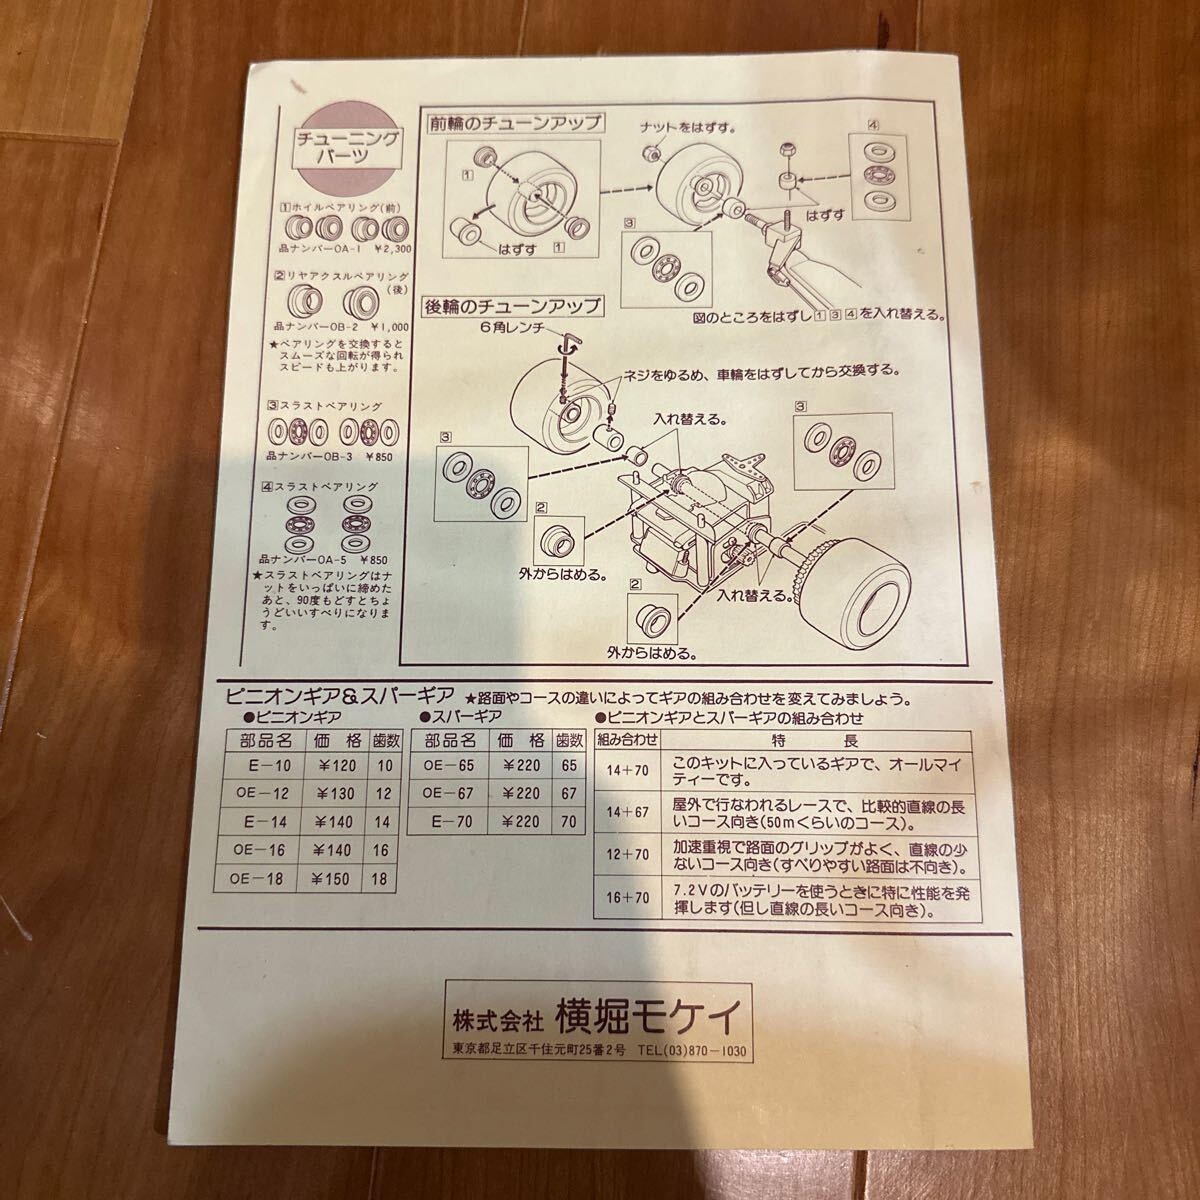 チューニング
パーツ
1 ホイルベアリング(前)
品ナンバーOA-1 ¥2,300
2 リヤアクスルベアリング
(後)
品ナンバーOB-2 ¥1,000
★ベアリングを交換すると
スムーズな回転が得られ
スピードも上がります。
3 スラストベアリング
品ナンバーOB-3 ¥850
4 スラストベアリング
品ナンバーOA-5 ¥850
★スラストベアリングはナ
ットをいっぱいに締めた
あと、90度もどすとちょ
うどいいすべりになりま
す。
前輪のチューンアップ
ナットをはずす。
4
1
はずす
1
はずす
3
図のところをはずし134を入れ替える。
後輪のチューンアップ
6角レンチ
ネジをゆるめ、車輪をはずしてから交換する。
入れ替える。
3
3
2
外からはめる。
入れ替える。
2
外からはめる。
ピニオンギア&スパーギア ★路面やコースの違いによってギアの組み合わせを変えてみましょう。
●ピニオンギア
部品名 価格 歯数
E-10 ¥120 10
OE-12 ¥130 12
E-14 ¥140 14
OE-16 ¥140 16
OE-18 ¥150 18
●スパーギア
部品名 価格 歯数
OE-65 ¥220 65
OE-67 ¥220 67
E-70 ¥220 70
●ピニオンギアとスパーギアの組み合わせ
組み合わせ 特長
14+70 このキットに入っているギアで、オールマイ
ティーです。
14+67 屋外で行なわれるレースで、比較的直線の長
いコース向き(50mくらいのコース)。
12+70 加速重視で路面のグリップがよく、直線の少
ないコース向き(すべりやすい路面は不向き)。
16+70 7.2Vのバッテリーを使うときに特に性能を発
揮します(但し直線の長いコース向き)。
株式会社 横堀モケイ
東京都足立区千住元町25番2号 TEL(03)870-1030